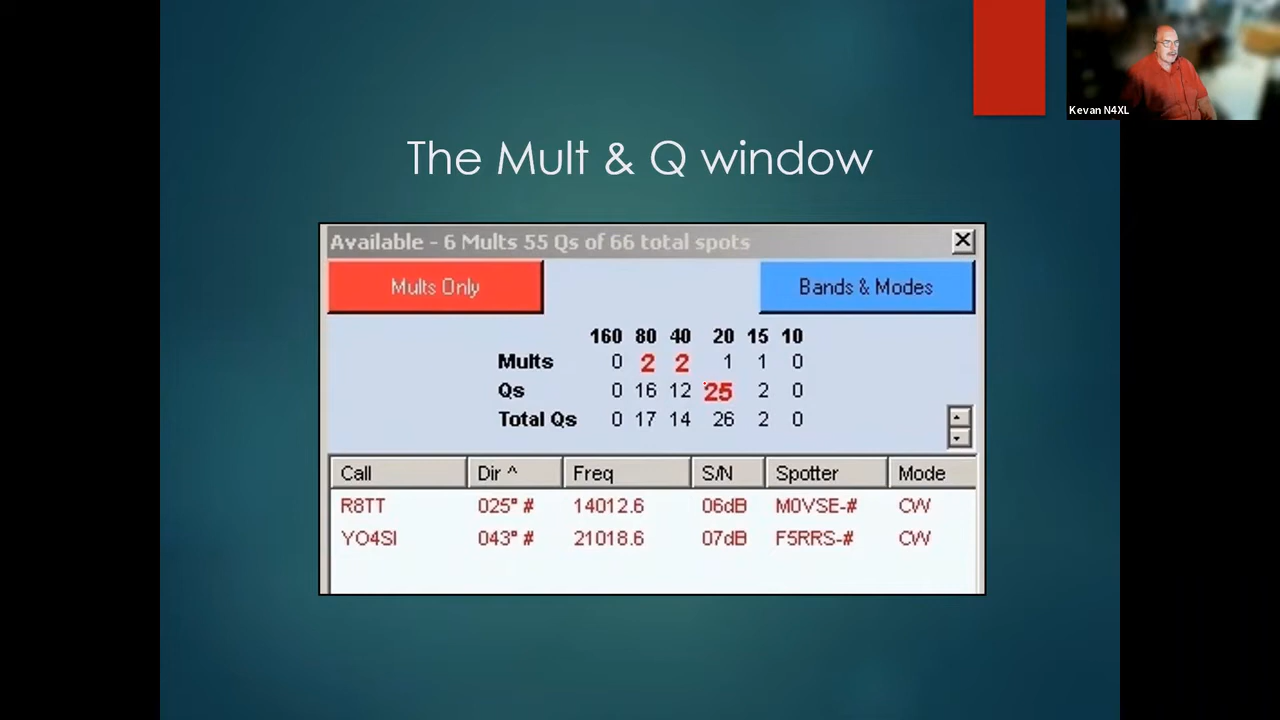 Kevan N4XL
The Mult & Q window
Available - 6 Mults 55 Qs of 66 total spots
Mults Only
Bands & Modes
160 80 40 20 15 10
Mults 0 2 2 1 1 0
Qs 0 16 12 25 2 0
Total Qs 0 17 14 26 2 0
Call Dir ^ Freq S/N Spotter Mode
R8TT 025° # 14012.6 06dB M0VSE-# CW
YO4SI 043° # 21018.6 07dB F5RRS-# CW